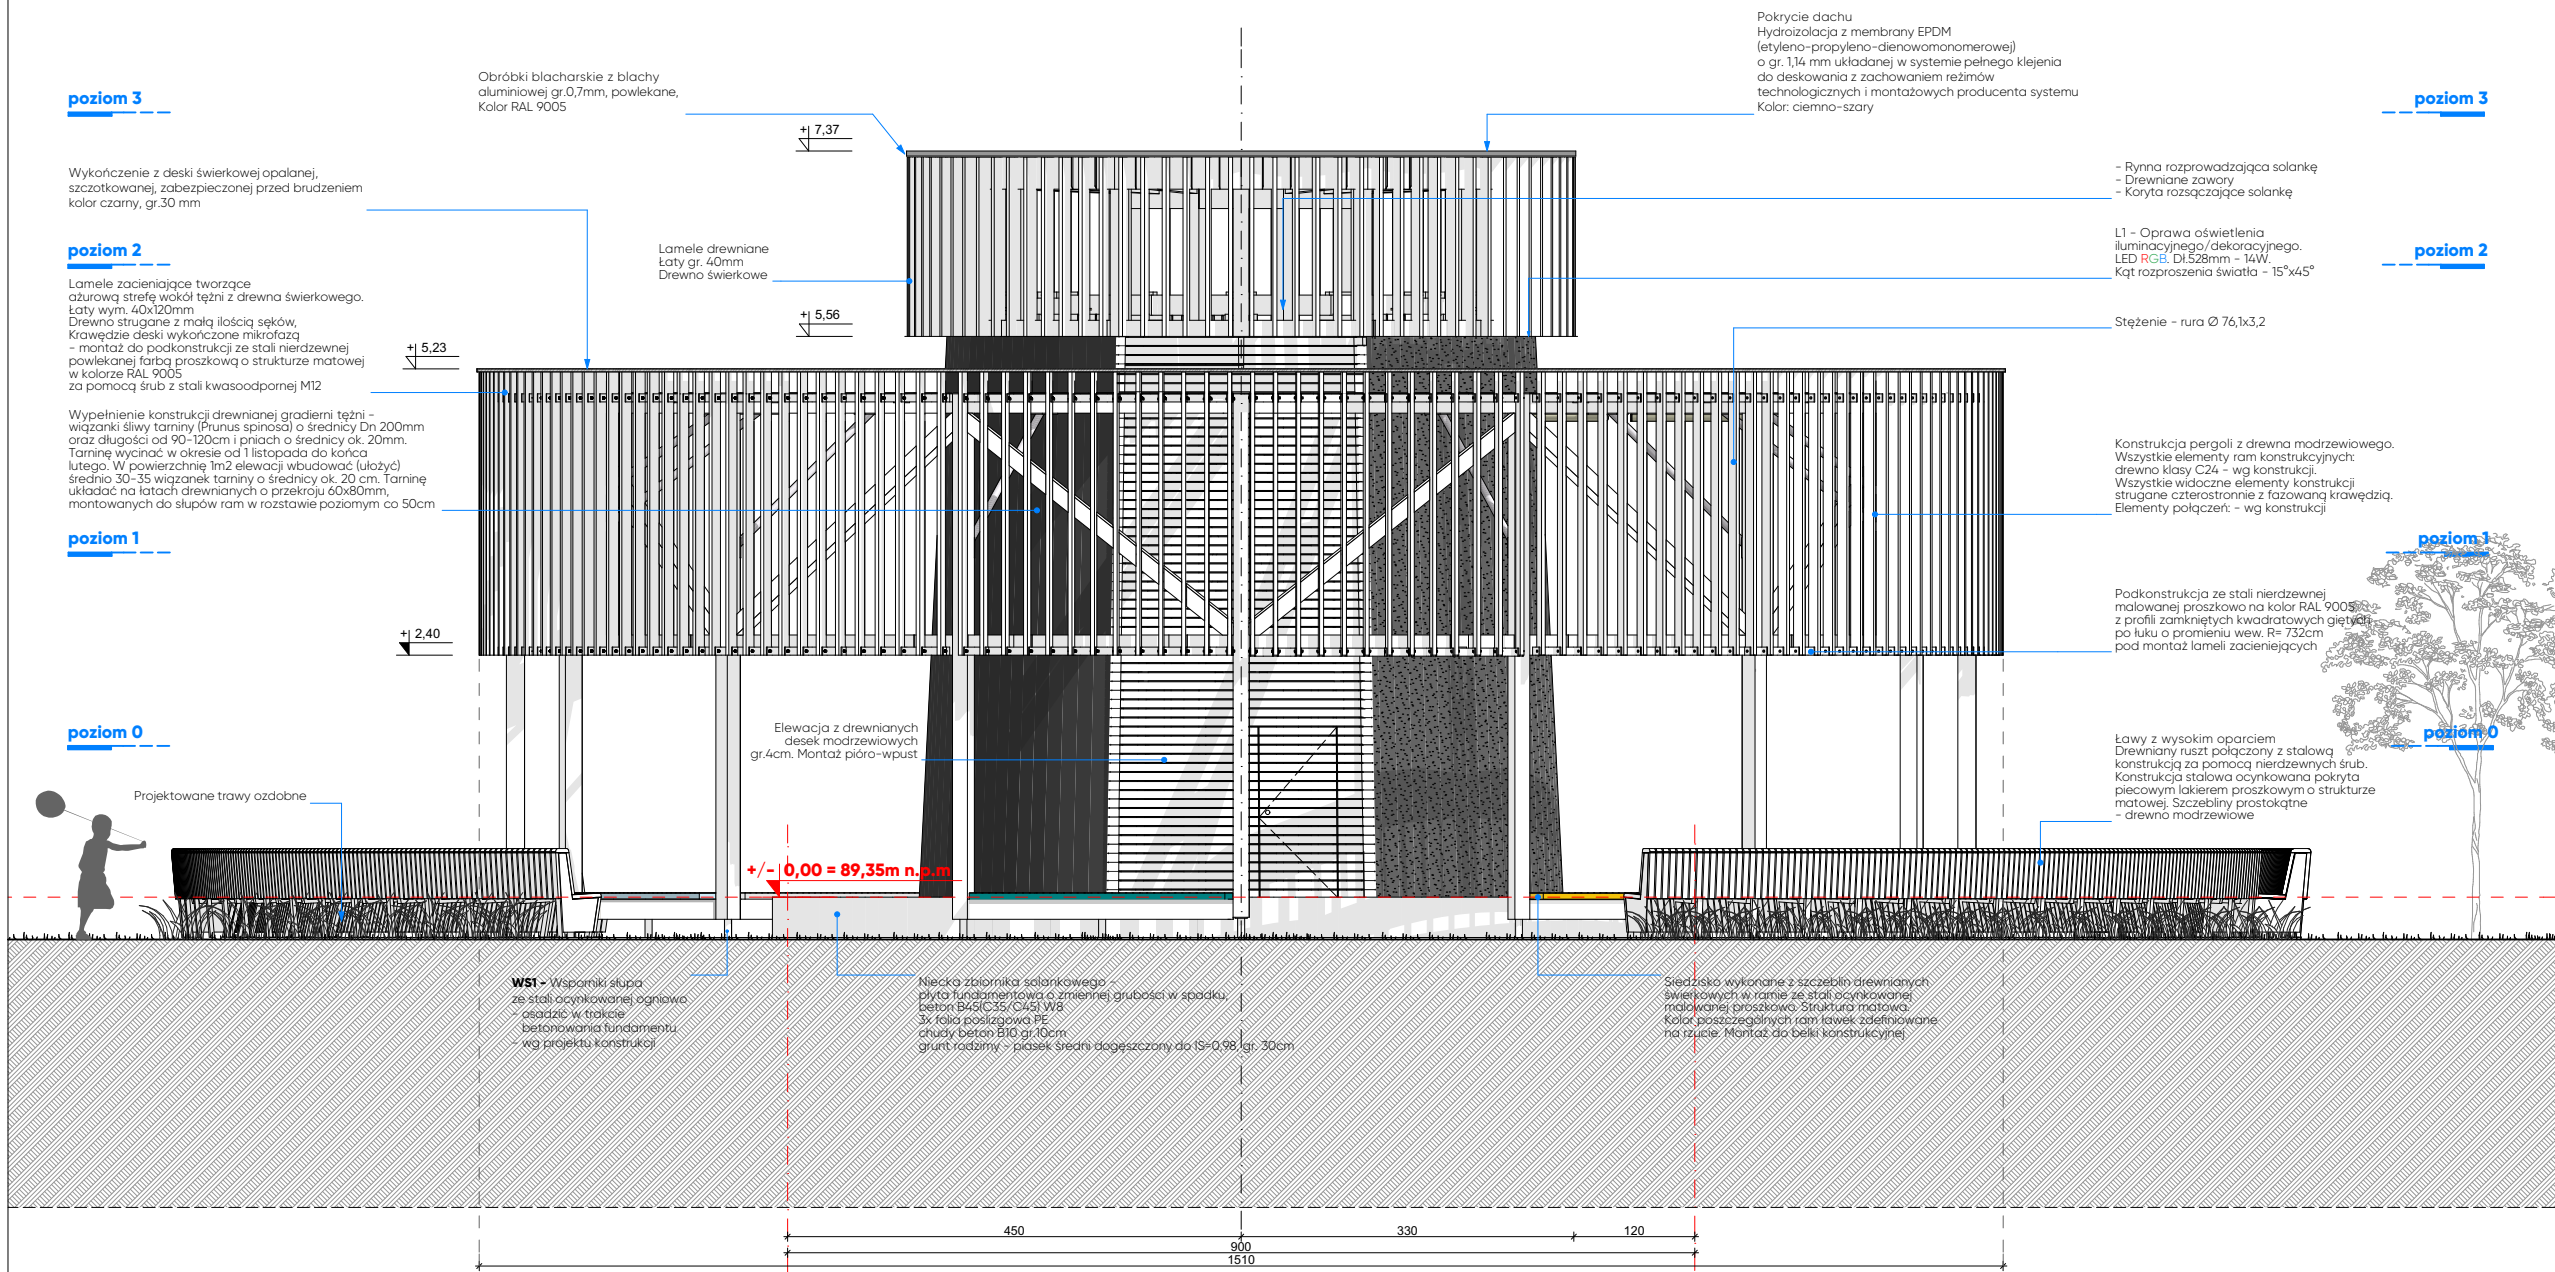 poziom 3
Wykończenie z deski świerkowej opalanej,
szczotkowanej, zabezpieczonej przed brudzeniem
kolor czarny, gr.30 mm
poziom 2
Lamele zacieniające tworzące
ażurową strefę wokół tężni z drewna świerkowego.
Łaty wym. 40x120mm
Drewno strugane z małą ilością sęków,
Krawędzie deski wykończone mikrofazą
- montaż do podkonstrukcji ze stali nierdzewnej
powlekanej farbą proszkową o strukturze matowej
w kolorze RAL 9005
za pomocą śrub z stali kwasoodpornej M12
Wypełnienie konstrukcji drewnianej gradierni tężni -
wiązanki śliwy tarniny (Prunus spinosa) o średnicy Dn 200mm
oraz długości od 90-120cm i pniach o średnicy ok. 20mm.
Tarninę wycinać w okresie od 1 listopada do końca
lutego. W powierzchnię 1m2 elewacji wbudować (ułożyć)
średnio 30-35 wiązanek tarniny o średnicy ok. 20 cm. Tarninę
układać na łatach drewnianych o przekroju 60x80mm,
montowanych do słupów ram w rozstawie poziomym co 50cm
poziom 1
poziom 0
Projektowane trawy ozdobne
Obróbki blacharskie z blachy
aluminiowej gr.0,7mm, powlekane,
Kolor RAL 9005
+ 7,37
Lamele drewniane
Łaty gr. 40mm
Drewno świerkowe
+ 5,56
+ 5,23
+ 2,40
Elewacja z drewnianych
desek modrzewiowych
gr.4cm. Montaż pióro-wpust
+/- 0,00 = 89,35m n.p.m
Pokrycie dachu
Hydroizolacja z membrany EPDM
(etyleno-propyleno-dienowomonomerowej)
o gr. 1,14 mm układanej w systemie pełnego klejenia
do deskowania z zachowaniem reżimów
technologicznych i montażowych producenta systemu
Kolor: ciemno-szary
poziom 3
- Rynna rozprowadzająca solankę
- Drewniane zawory
- Koryta rozsączające solankę
L1 - Oprawa oświetlenia
iluminacyjnego/dekoracyjnego.
LED RGB. Dł.528mm - 14W.
Kąt rozproszenia światła - 15°x45°
poziom 2
Stężenie - rura Ø 76,1x3,2
Konstrukcja pergoli z drewna modrzewiowego.
Wszystkie elementy ram konstrukcyjnych:
drewno klasy C24 - wg konstrukcji.
Wszystkie widoczne elementy konstrukcji
strugane czterostronnie z fazowaną krawędzią.
Elementy połączeń: - wg konstrukcji
poziom 1
Podkonstrukcja ze stali nierdzewnej
malowanej proszkowo na kolor RAL 9005,
z profili zamkniętych kwadratowych giętych
po łuku o promieniu wew. R= 732cm
pod montaż lameli zacieniejących
poziom 0
Ławy z wysokim oparciem
Drewniany ruszt połączony z stalową
konstrukcją za pomocą nierdzewnych śrub.
Konstrukcja stalowa ocynkowana pokryta
piecowym lakierem proszkowym o strukturze
matowej. Szczebliny prostokątne
- drewno modrzewiowe
WS1 - Wsporniki słupa
ze stali ocynkowanej ogniowo
- osadzić w trakcie
betonowania fundamentu
- wg projektu konstrukcji
Niecka zbiornika solankowego -
płyta fundamentowa o zmiennej grubości w spadku,
beton B45(C35/C45) W8
3x folia poślizgowa PE
chudy beton B10 gr.10cm
grunt rodzimy - piasek średni dogęszczony do IS=0,98, gr. 30cm
Siedzisko wykonane z szczeblin drewnianych
świerkowych w ramie ze stali ocynkowanej
malowanej proszkowo. Struktura matowa.
Kolor poszczególnych ram ławek zdefiniowane
na rzucie. Montaż do belki konstrukcyjnej
450
330
120
900
1510